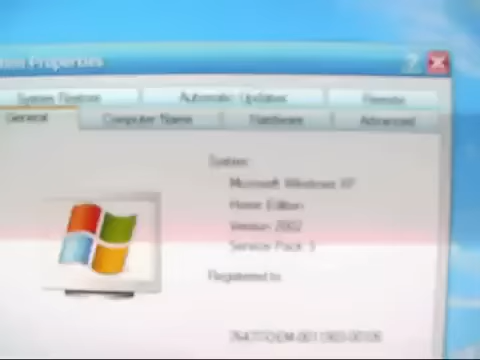 System Properties
System Restore
Automatic Updates
Remote
General
Computer Name
Hardware
Advanced
System:
Microsoft Windows XP
Home Edition
Version 2002
Service Pack 3
Registered to: